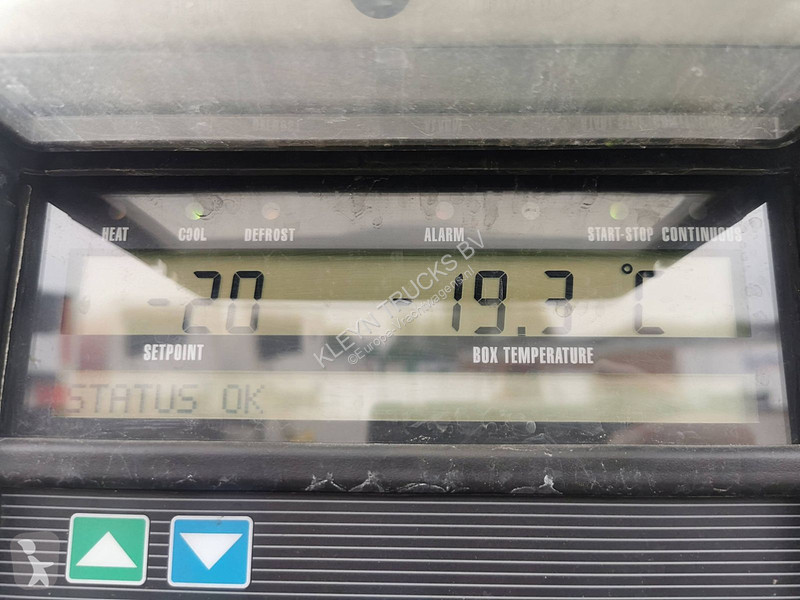 HEAT COOL DEFROST ALARM START-STOP CONTINUOUS
-20 -19.3 °C
SETPOINT BOX TEMPERATURE
STATUS OK
KLEYN TRUCKS BV